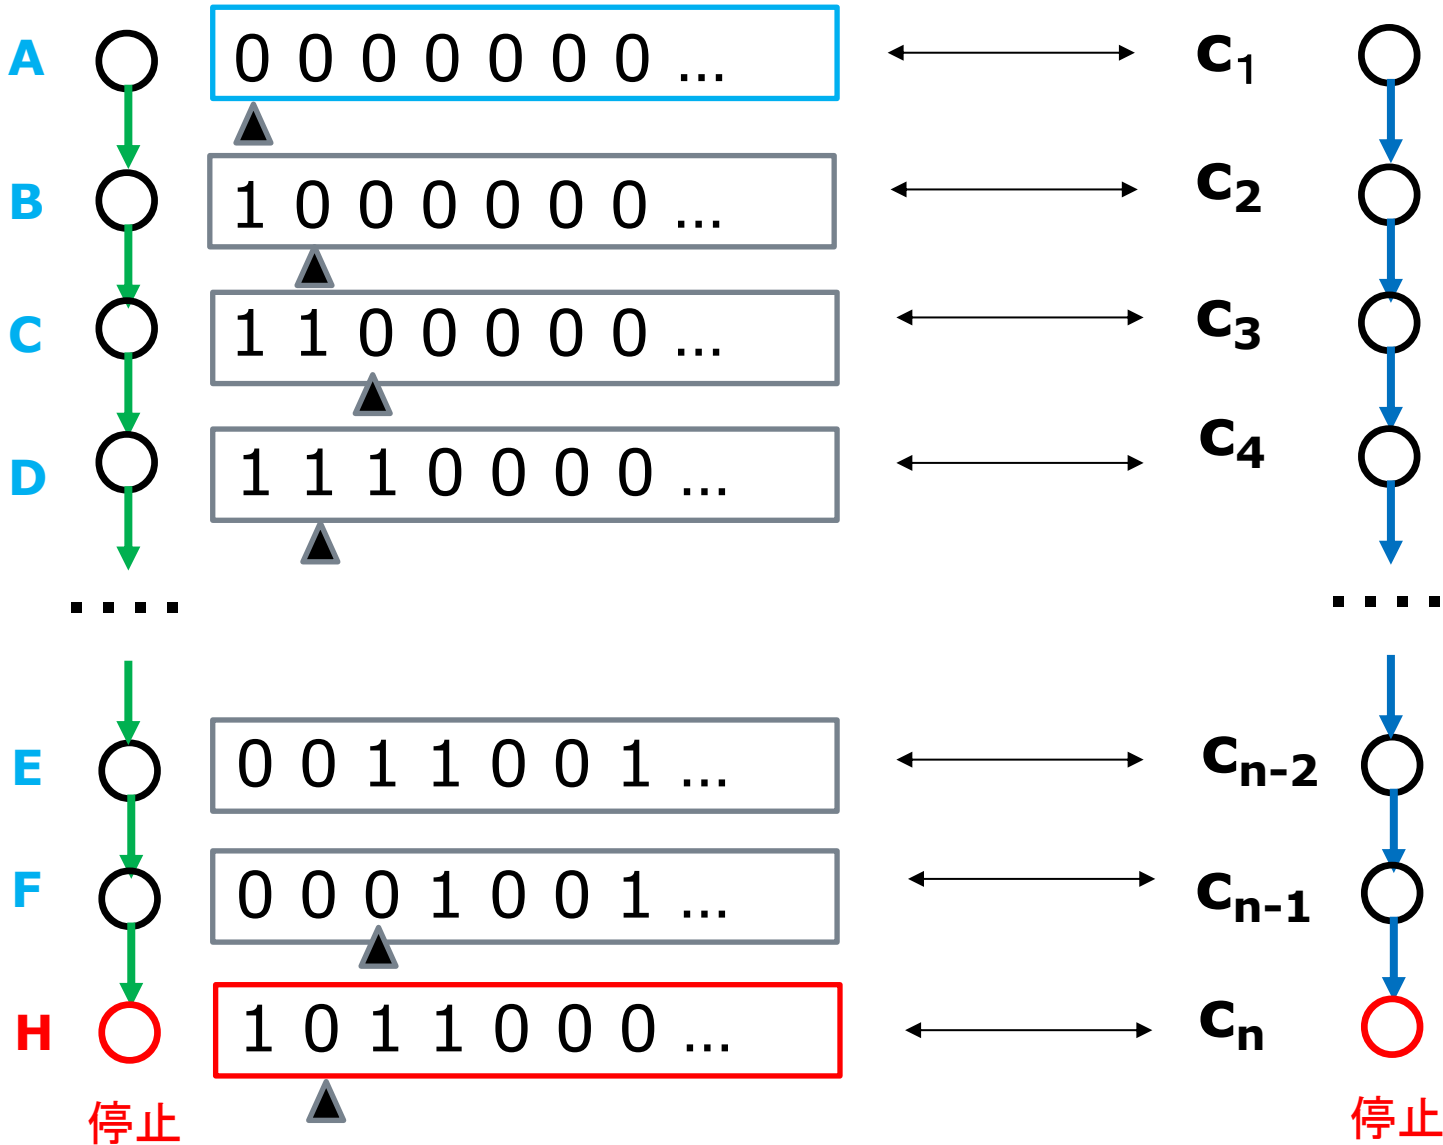 A 0 0 0 0 0 0 0 ... c1
B 1 0 0 0 0 0 0 ... c2
C 1 1 0 0 0 0 0 ... c3
D 1 1 1 0 0 0 0 ... c4
....  ....
E 0 0 1 1 0 0 1 ... cn-2
F 0 0 0 1 0 0 1 ... cn-1
H 1 0 1 1 0 0 0 ... cn
停止 停止